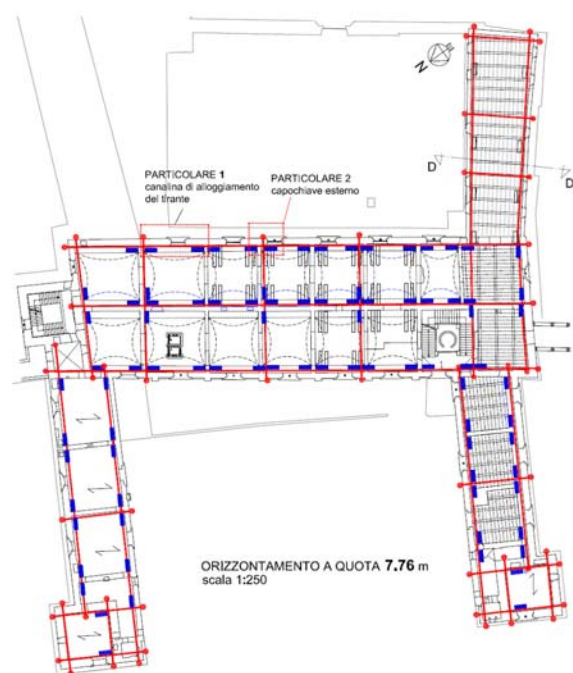 N
D
D
PARTICOLARE 1
canalina di alloggiamento
del tirante
PARTICOLARE 2
capochiave esterno
ORIZZONTAMENTO A QUOTA 7.76 m
scala 1:250